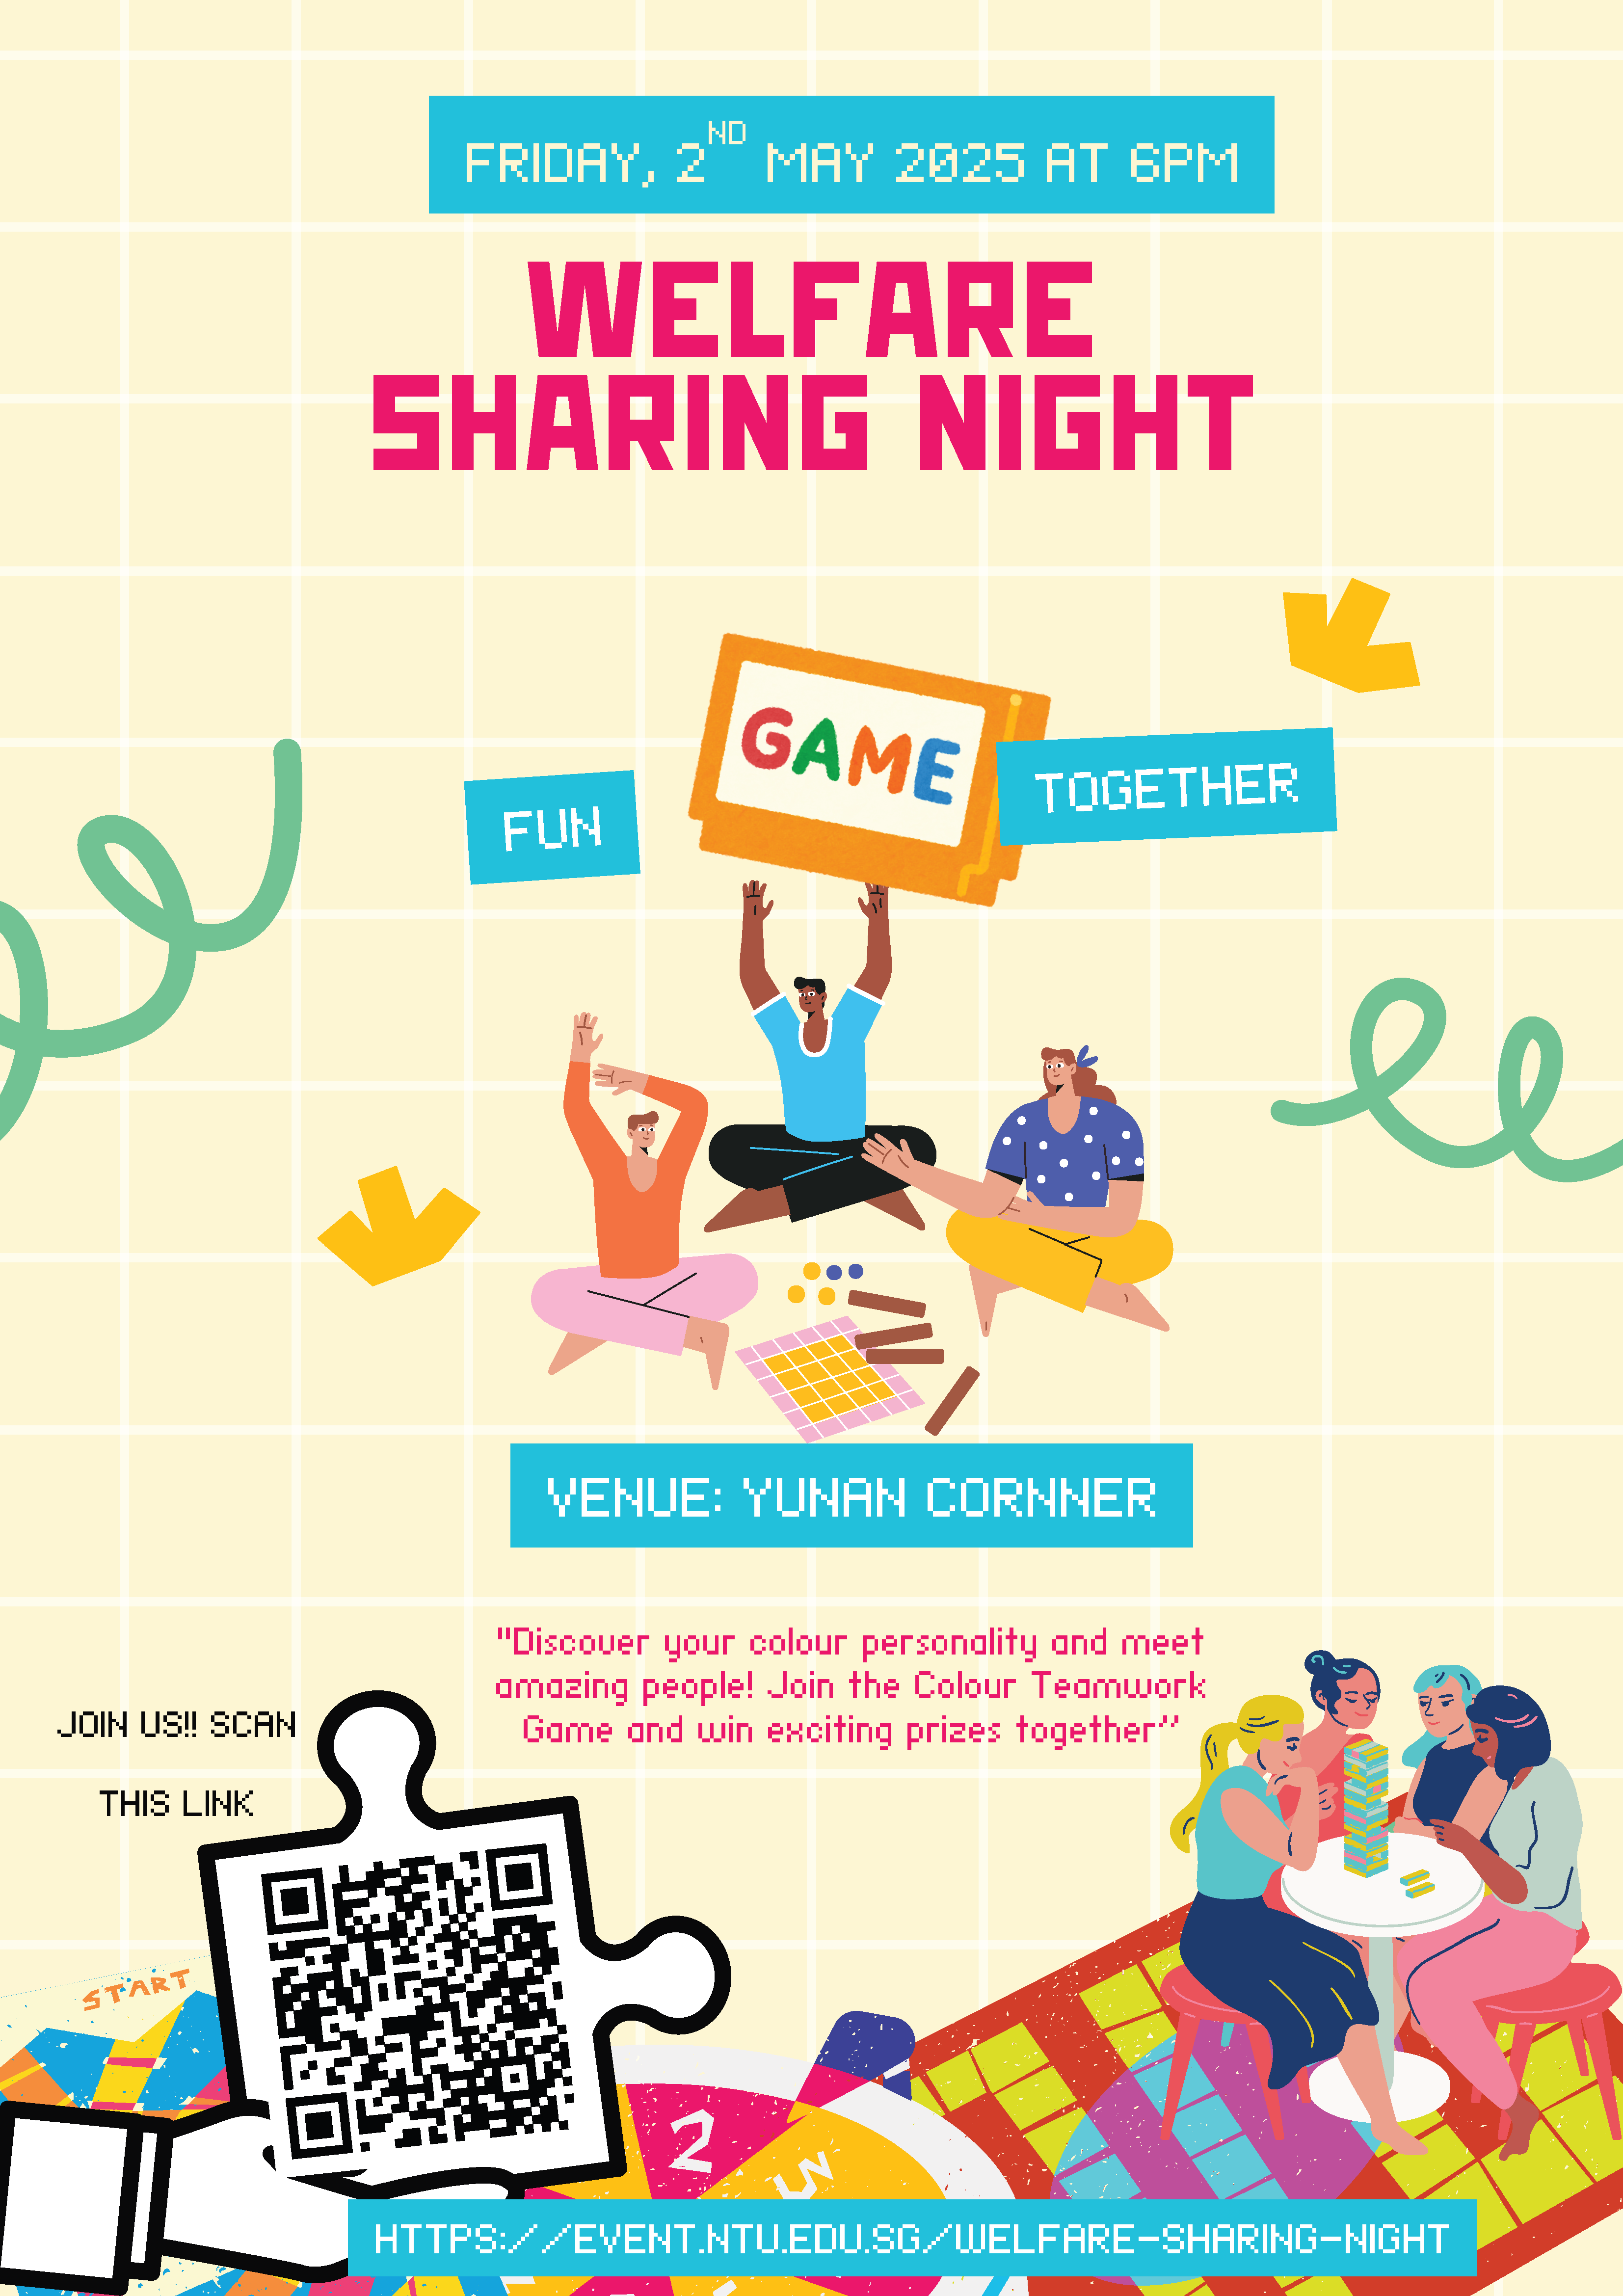 FRIDAY, 2ND MAY 2025 AT 6PM
WELFARE
SHARING NIGHT
GAME
FUN
TOGETHER
VENUE: YUNAN CORNNER
"Discover your colour personality and meet
amazing people! Join the Colour Teamwork
Game and win exciting prizes together"
JOIN US!! SCAN
THIS LINK
START
2
HTTPS://EVENT.NTU.EDU.SG/WELFARE-SHARING-NIGHT